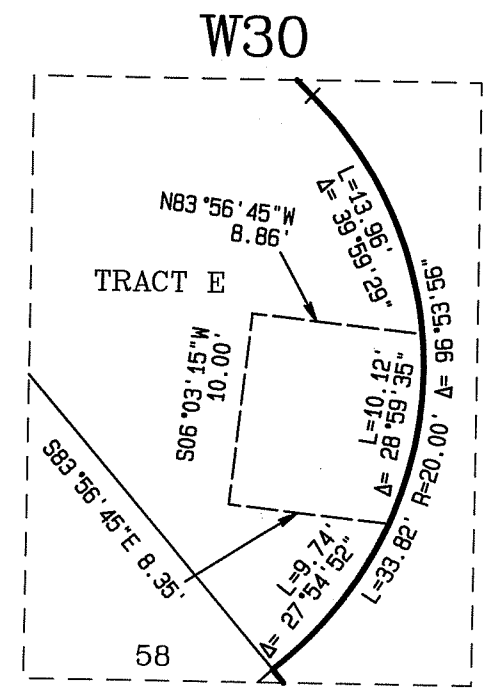 W30
L=13.96'
Δ= 39°59'29"
N83°56'45"W
8.86'
TRACT E
Δ= 96°53'56"
R=20.00'
L=33.82'
S06°03'15"W
10.00'
L=10.12'
Δ= 28°59'35"
S83°56'45"E 8.35'
L=9.74'
Δ= 27°54'52"
58